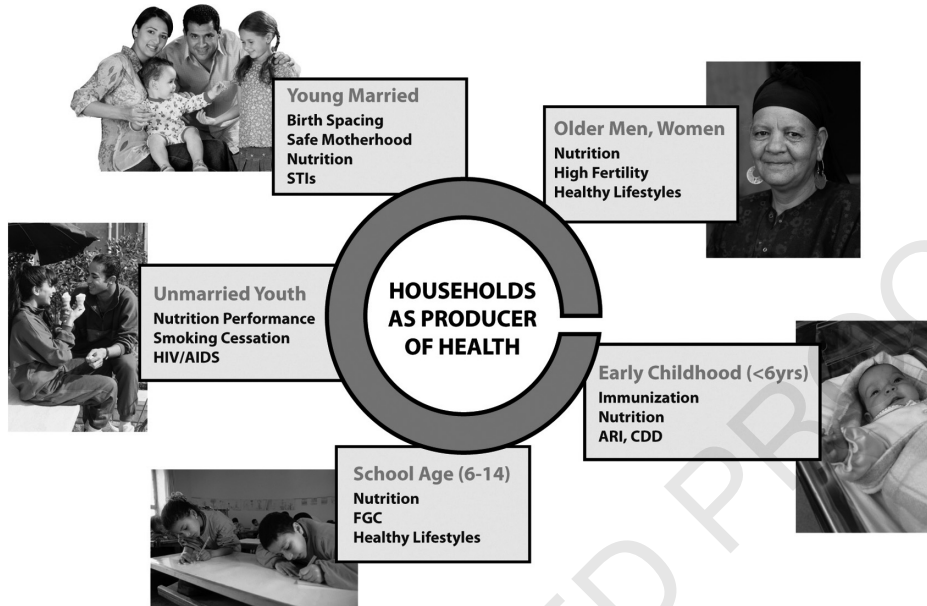 Young Married
Birth Spacing
Safe Motherhood
Nutrition
STIs
Older Men, Women
Nutrition
High Fertility
Healthy Lifestyles
Unmarried Youth
Nutrition Performance
Smoking Cessation
HIV/AIDS
HOUSEHOLDS
AS PRODUCER
OF HEALTH
Early Childhood (<6yrs)
Immunization
Nutrition
ARI, CDD
School Age (6-14)
Nutrition
FGC
Healthy Lifestyles